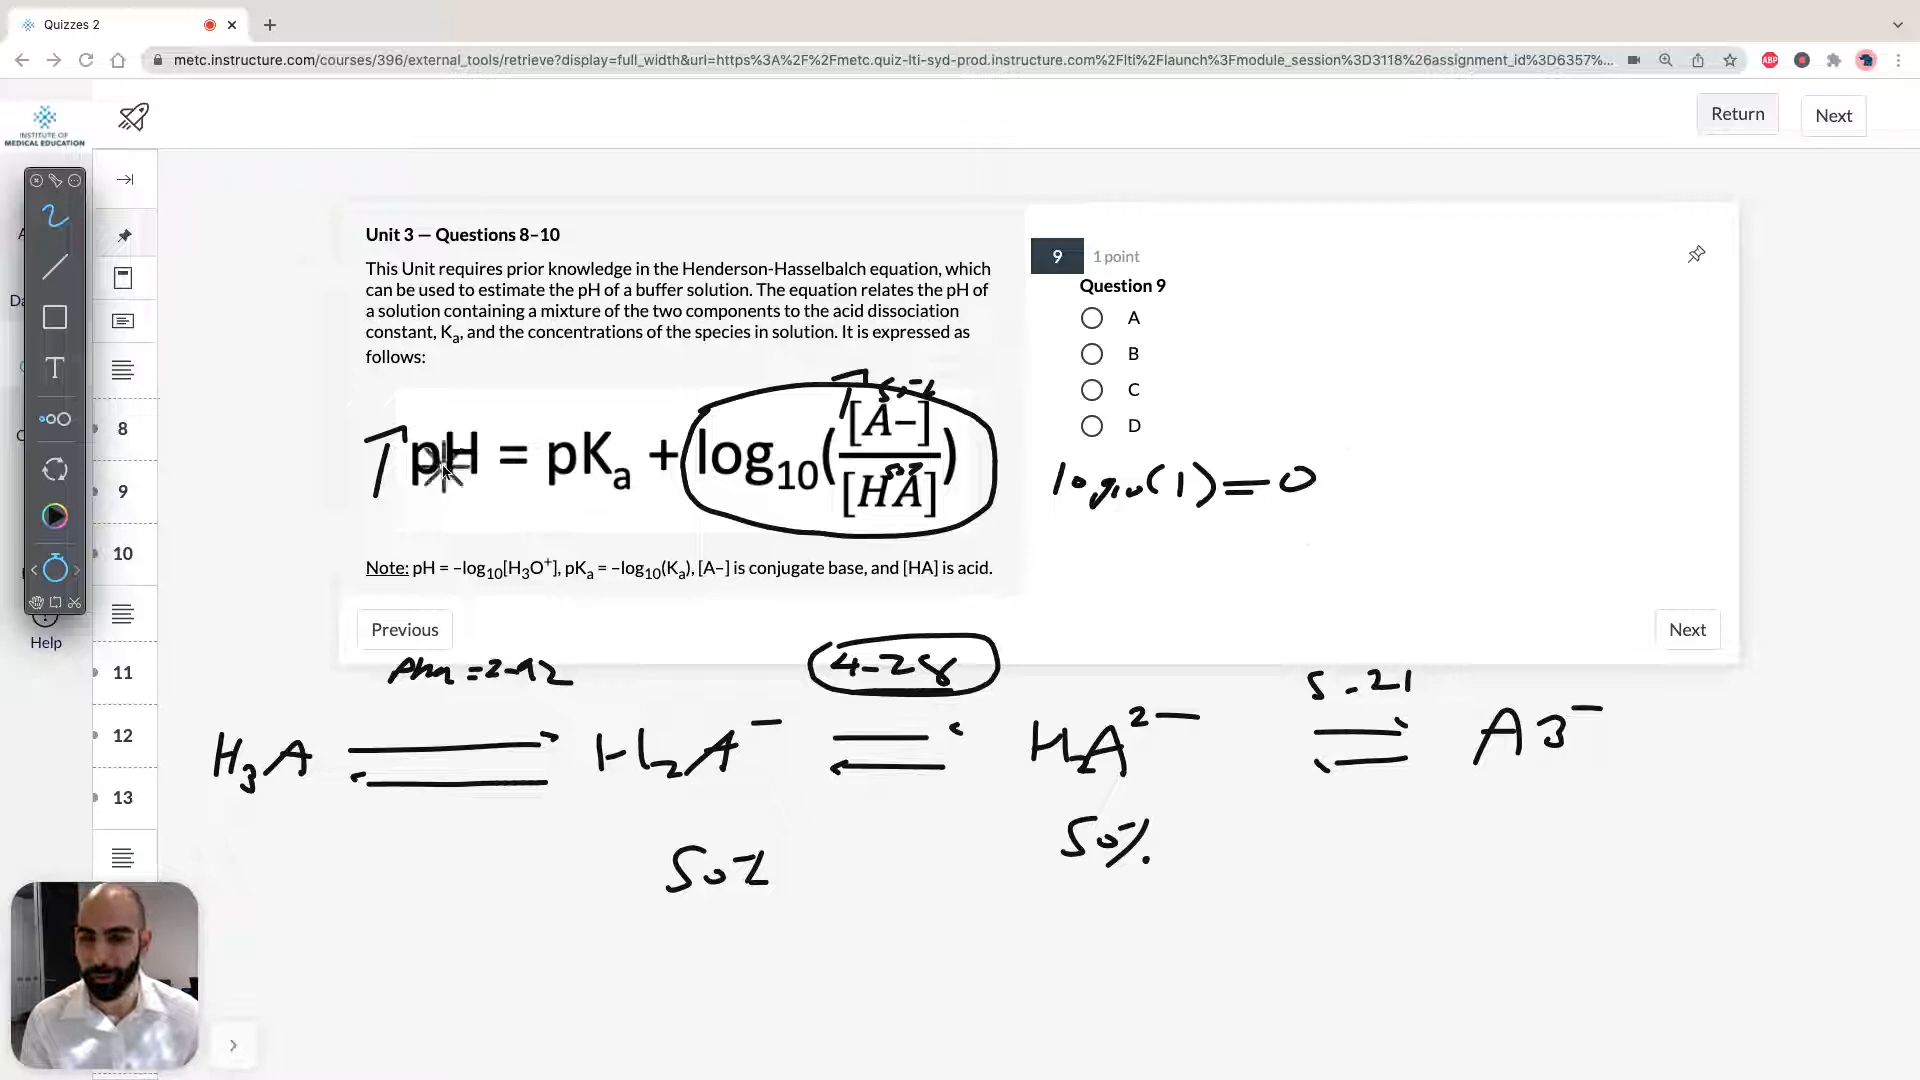 Quizzes 2
metc.instructure.com/courses/396/external_tools/retrieve?display=full_width&url=https%3A%2F%2Fmetc.quiz-lti-syd-prod.instructure.com%2Flti%2Flaunch%3Fmodule_session%3D3118%26assignment_id%3D6357%...
ABP
INSTITUTE OF
MEDICAL EDUCATION
Return
Next
Unit 3 — Questions 8–10
This Unit requires prior knowledge in the Henderson-Hasselbalch equation, which
can be used to estimate the pH of a buffer solution. The equation relates the pH of
a solution containing a mixture of the two components to the acid dissociation
constant, Ka, and the concentrations of the species in solution. It is expressed as
follows:
50%
pH = pKa + log10([A−]/[HA])
50%
Note: pH = −log10[H3O+], pKa = −log10(Ka), [A−] is conjugate base, and [HA] is acid.
9
1 point
Question 9
A
B
C
D
log10(1) = 0
Previous
Next
T
Help
8
9
10
11
12
13
pKa = 2.92
4.28
5.21
H3A
H2A−
H2A2−
A3−
50%
50%